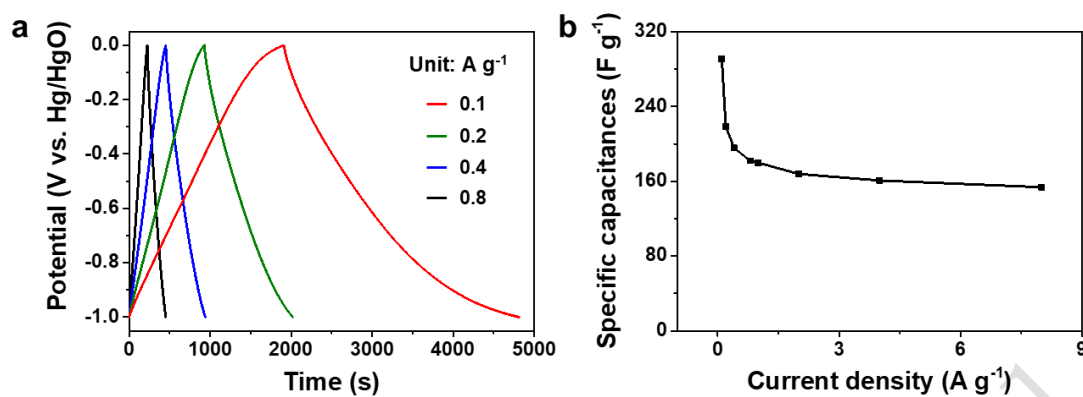 a
0.0
-0.2
-0.4
-0.6
-0.8
-1.0
Potential (V vs. Hg/HgO)
0 1000 2000 3000 4000 5000
Time (s)
Unit: A g⁻¹
0.1
0.2
0.4
0.8
b
320
240
160
80
0
Specific capacitances (F g⁻¹)
0 3 6 9
Current density (A g⁻¹)